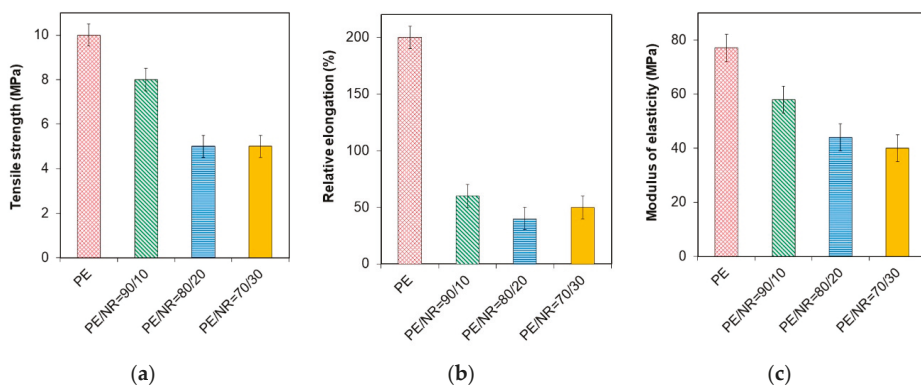 Tensile strength (MPa)
10
8
6
4
2
0
PE
PE/NR=90/10
PE/NR=80/20
PE/NR=70/30
(a)
Relative elongation (%)
200
150
100
50
0
PE
PE/NR=90/10
PE/NR=80/20
PE/NR=70/30
(b)
Modulus of elasticity (MPa)
80
60
40
20
0
PE
PE/NR=90/10
PE/NR=80/20
PE/NR=70/30
(c)